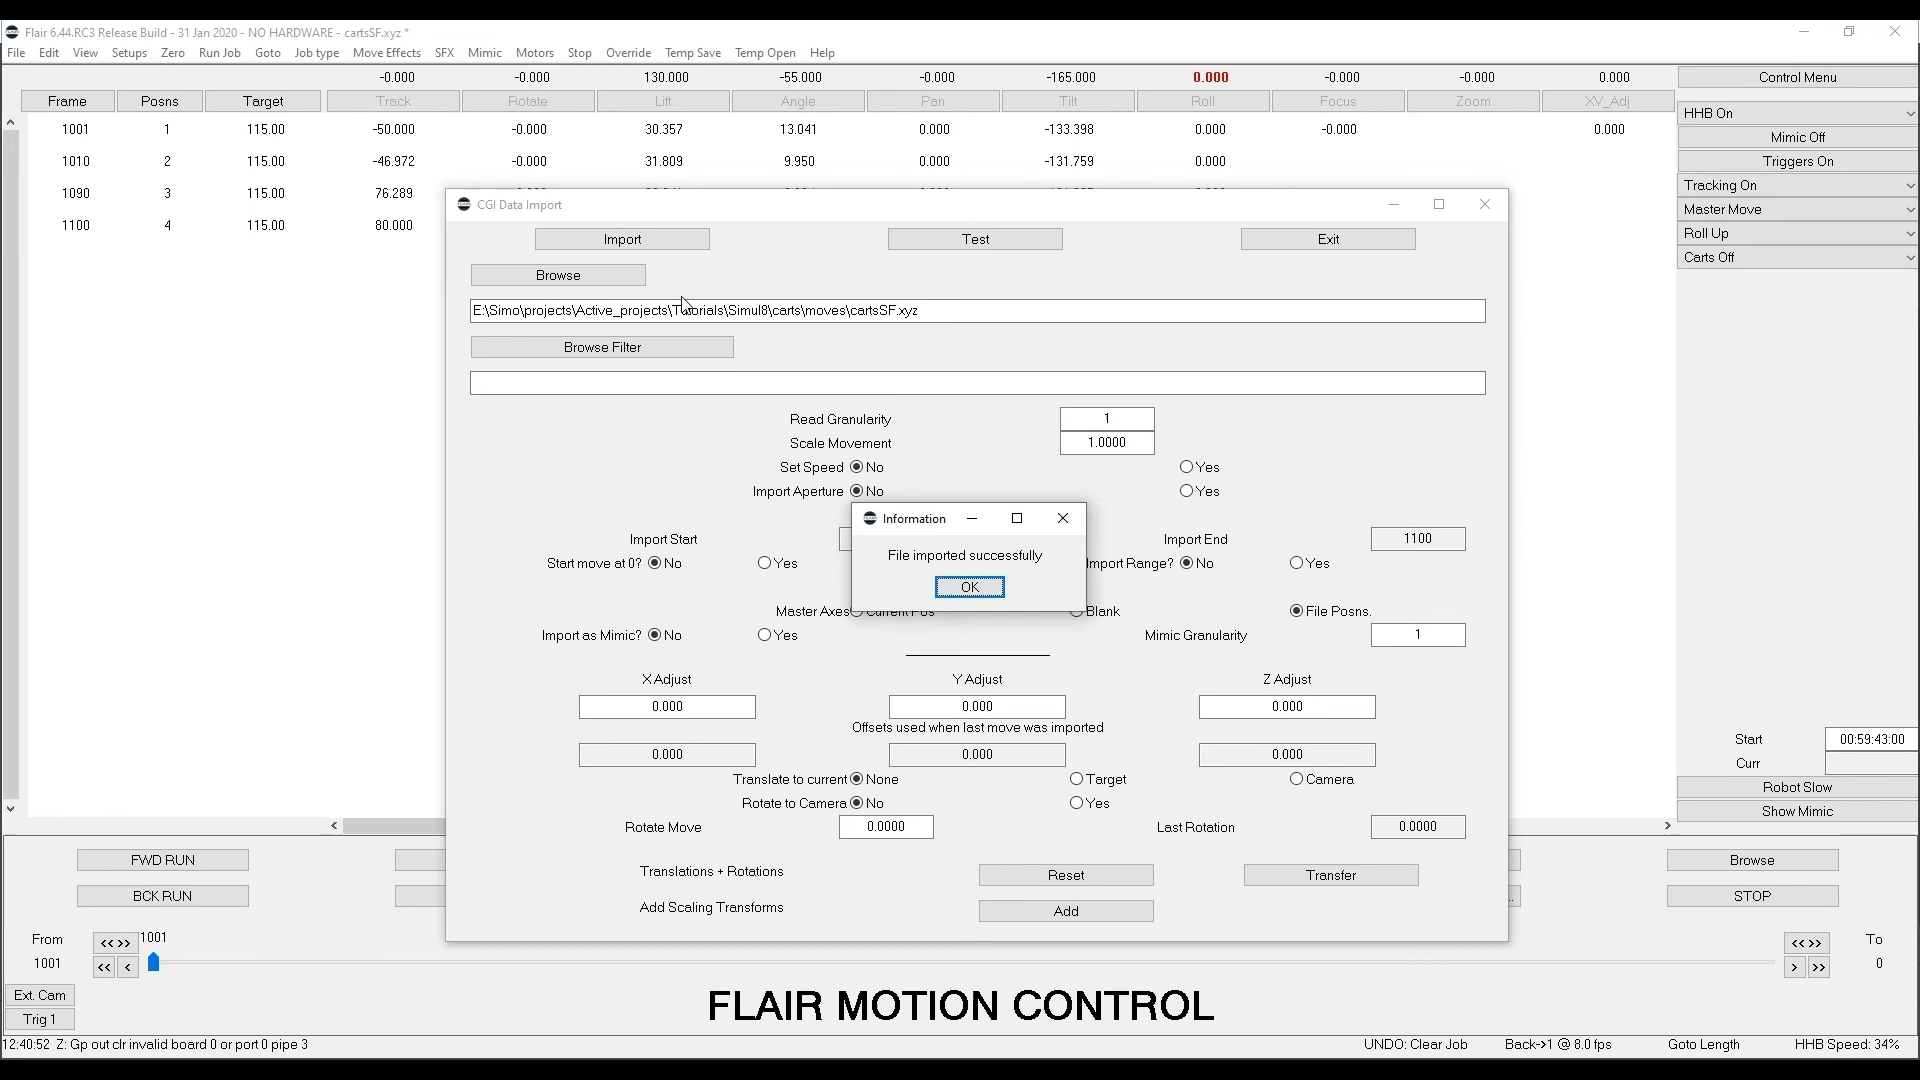 Flair 6.44.RC3 Release Build - 31 Jan 2020 - NO HARDWARE - cartsSF.xyz *
File Edit View Setups Zero Run Job Goto Job type Move Effects SFX Mimic Motors Stop Override Temp Save Temp Open Help
-0.000 -0.000 130.000 -55.000 -0.000 -165.000 0.000 -0.000 -0.000 0.000 Control Menu
Frame Posns Target Track Rotate Lift Angle Pan Tilt Roll Focus Zoom XV_Adj
HHB On
1001 1 115.00 -50.000 -0.000 30.357 13.041 0.000 -133.398 0.000 -0.000 0.000
Mimic Off
1010 2 115.00 -46.972 -0.000 31.809 9.950 0.000 -131.759 0.000
Triggers On
1090 3 115.00 76.289
Tracking On
1100 4 115.00 80.000
Master Move
Roll Up
Carts Off
CGI Data Import
Import Test Exit
Browse
E:\Simo\projects\Active_projects\Tutorials\Simul8\carts\moves\cartsSF.xyz
Browse Filter
Read Granularity 1
Scale Movement 1.0000
Set Speed No Yes
Import Aperture No Yes
Information
File imported successfully
OK
Import Start Import End 1100
Start move at 0? No Yes Import Range? No Yes
Master Axes Current Pos Blank File Posns.
Import as Mimic? No Yes Mimic Granularity 1
X Adjust Y Adjust Z Adjust
0.000 0.000 0.000
Offsets used when last move was imported
0.000 0.000 0.000
Translate to current None Target Camera
Rotate to Camera No Yes
Rotate Move 0.0000 Last Rotation 0.0000
Translations + Rotations Reset Transfer
Add Scaling Transforms Add
Start 00:59:43:00
Curr
Robot Slow
Show Mimic
FWD RUN Browse
BCK RUN .. STOP
From << >> 1001 << >> To
1001 << < > >> 0
Ext. Cam
Trig 1
FLAIR MOTION CONTROL
12:40:52 Z: Gp out clr invalid board 0 or port 0 pipe 3 UNDO: Clear Job Back->1 @ 8.0 fps Goto Length HHB Speed: 34%